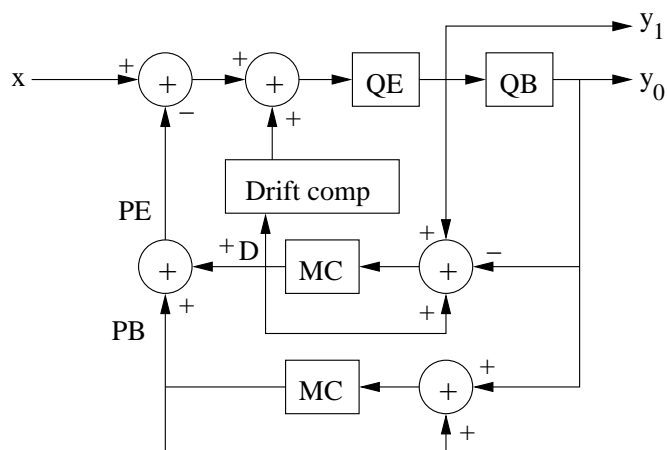 y1
+ +
x + + QE QB y0
−
+
Drift comp
PE
+ D MC + −
+ +
+ +
PB
MC + +
+